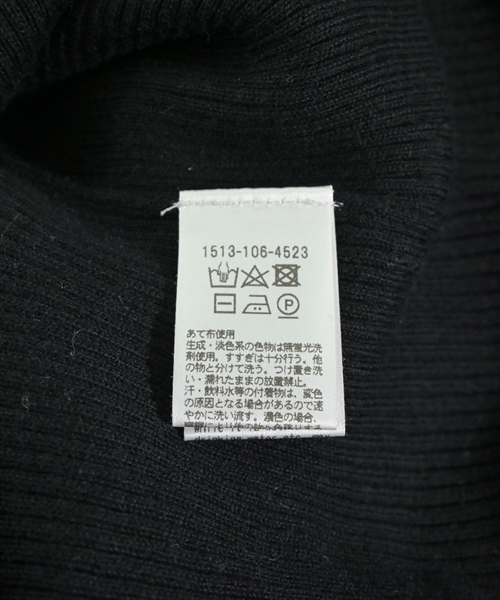 1513-106-4523
P
あて布使用
生成・淡色系の色物は無蛍光洗
剤使用。すすぎは十分行う。他
の物と分けて洗う。つけ置き洗
い・濡れたままの放置禁止。
汗・飲料水等の付着物は、変色
の原因となる場合があるので速
やかに洗い流す。濃色の場合、